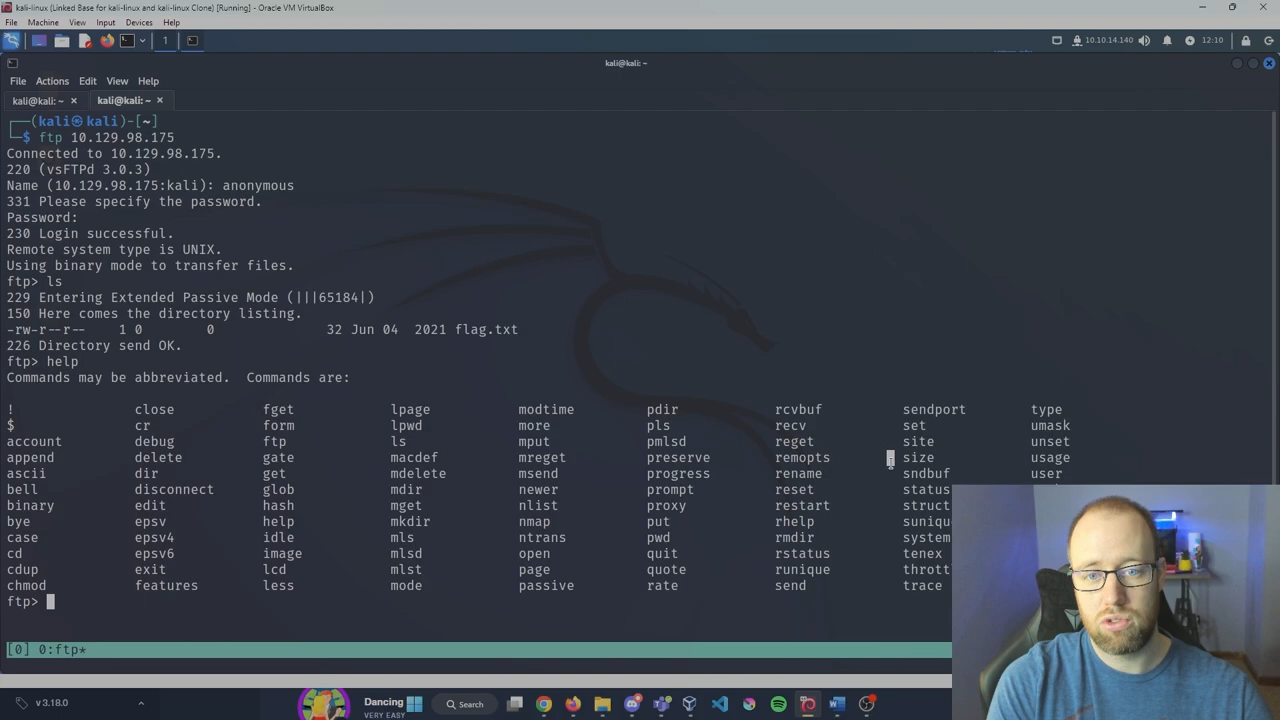 kali-linux (Linked Base for kali-linux and kali-linux Clone) [Running] - Oracle VM VirtualBox
File Machine View Input Devices Help
1 10.10.14.140 12:10
kali@kali: ~
File Actions Edit View Help
kali@kali: ~ × kali@kali: ~ ×
┌──(kali㉿kali)-[~]
└─$ ftp 10.129.98.175
Connected to 10.129.98.175.
220 (vsFTPd 3.0.3)
Name (10.129.98.175:kali): anonymous
331 Please specify the password.
Password:
230 Login successful.
Remote system type is UNIX.
Using binary mode to transfer files.
ftp> ls
229 Entering Extended Passive Mode (|||65184|)
150 Here comes the directory listing.
-rw-r--r-- 1 0 0 32 Jun 04 2021 flag.txt
226 Directory send OK.
ftp> help
Commands may be abbreviated. Commands are:
! close fget lpage modtime pdir rcvbuf sendport type
$ cr form lpwd more pls recv set umask
account debug ftp ls mput pmlsd reget site unset
append delete gate macdef mreget preserve remopts size usage
ascii dir get mdelete msend progress rename sndbuf user
bell disconnect glob mdir newer prompt reset status
binary edit hash mget nlist proxy restart struct
bye epsv help mkdir nmap put rhelp suniqu
case epsv4 idle mls ntrans pwd rmdir system
cd epsv6 image mlsd open quit rstatus tenex
cdup exit lcd mlst page quote runique thrott
chmod features less mode passive rate send trace
ftp>
[0] 0:ftp*
v 3.18.0 Dancing Search
VERY EASY